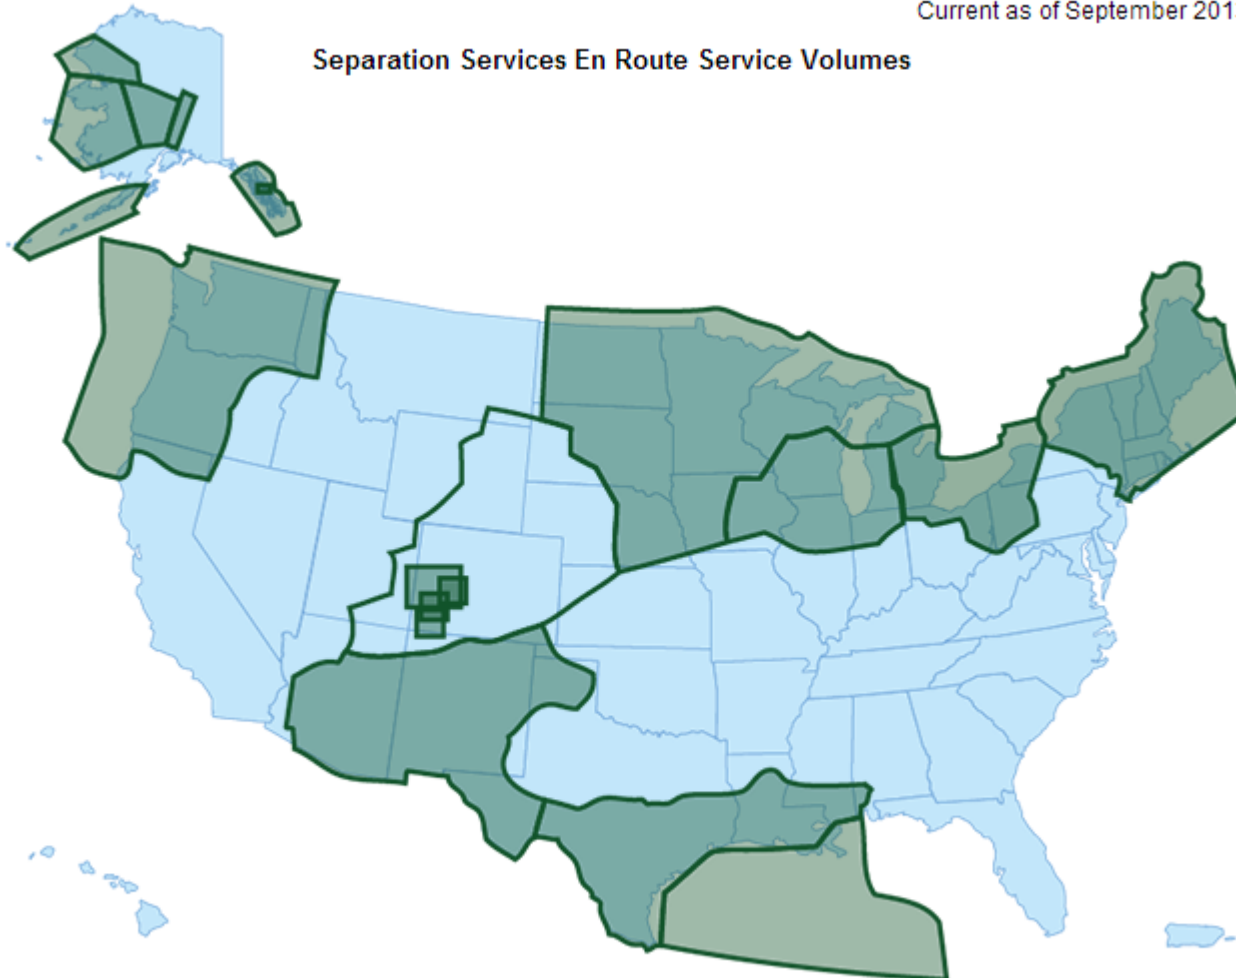 Current as of September 201
Separation Services En Route Service Volumes